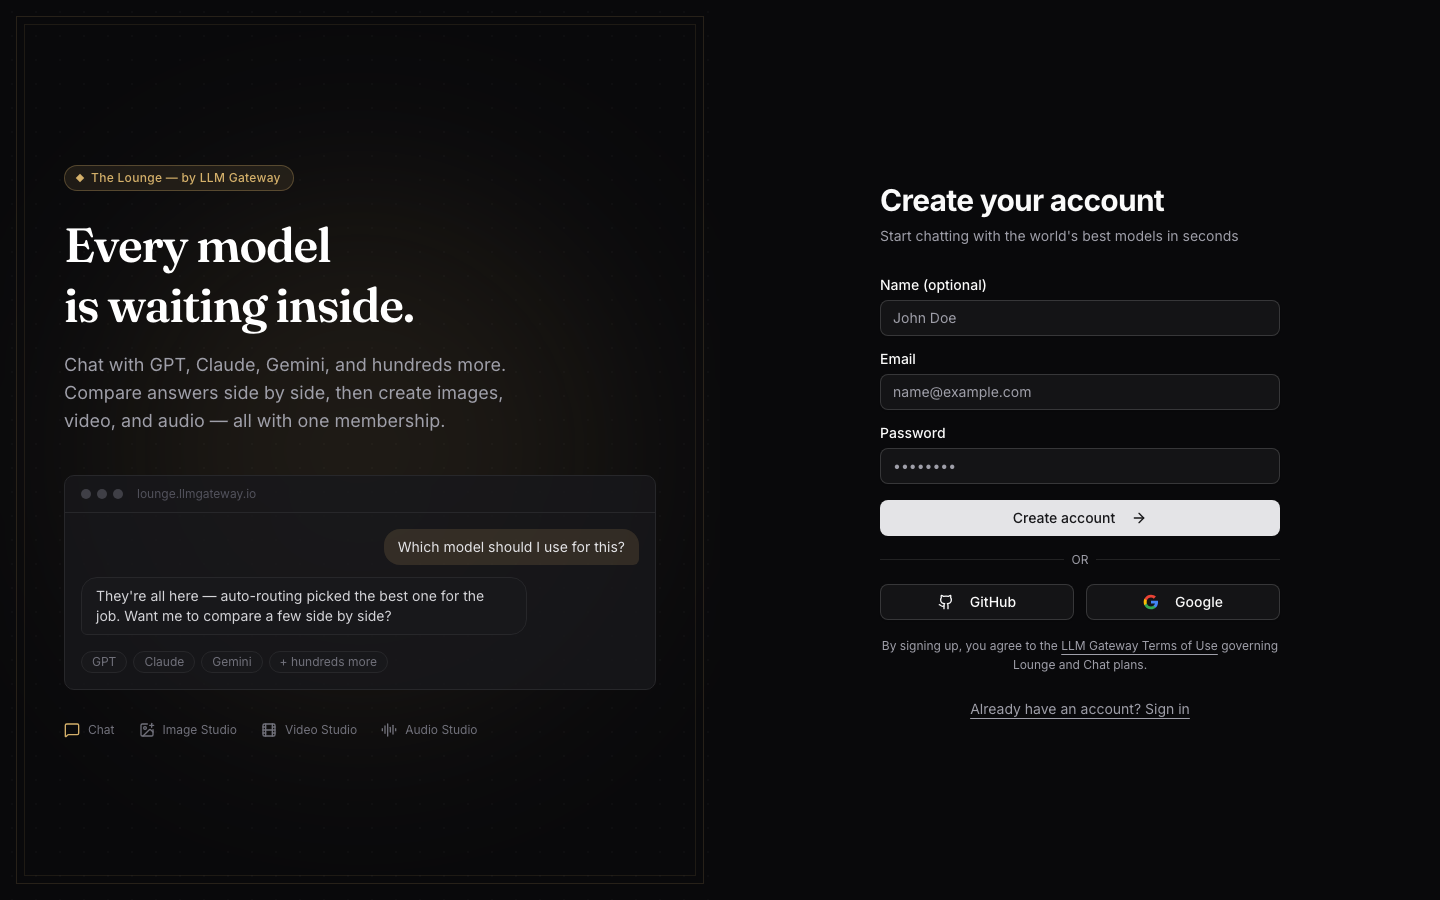 The Lounge — by LLM Gateway
Every model
is waiting inside.
Chat with GPT, Claude, Gemini, and hundreds more.
Compare answers side by side, then create images,
video, and audio — all with one membership.
lounge.llmgateway.io
Which model should I use for this?
They're all here — auto-routing picked the best one for the
job. Want me to compare a few side by side?
GPT
Claude
Gemini
+ hundreds more
Chat
Image Studio
Video Studio
Audio Studio
Create your account
Start chatting with the world's best models in seconds
Name (optional)
John Doe
Email
name@example.com
Password
••••••••
Create account
OR
GitHub
Google
By signing up, you agree to the LLM Gateway Terms of Use governing
Lounge and Chat plans.
Already have an account? Sign in